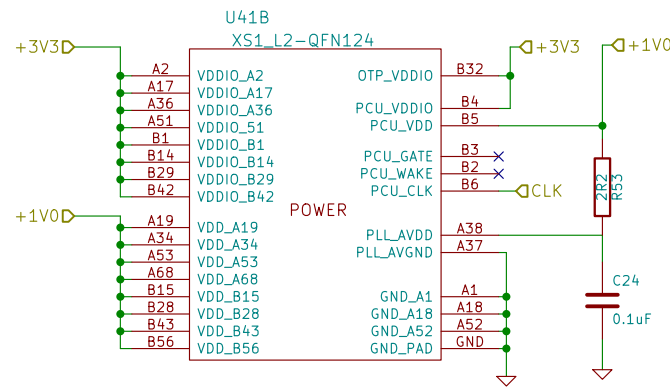 U41B
XS1_L2-QFN124
+3V3
A2 VDDIO_A2
A17 VDDIO_A17
A36 VDDIO_A36
A51 VDDIO_51
B1 VDDIO_B1
B14 VDDIO_B14
B29 VDDIO_B29
B42 VDDIO_B42
+1V0
A19 VDD_A19
A34 VDD_A34
A53 VDD_A53
A68 VDD_A68
B15 VDD_B15
B28 VDD_B28
B43 VDD_B43
B56 VDD_B56
POWER
OTP_VDDIO B32
+3V3
PCU_VDDIO B4
PCU_VDD B5
+1V0
PCU_GATE B3
PCU_WAKE B2
PCU_CLK B6
CLK
2R2
R53
PLL_AVDD A38
PLL_AVGND A37
GND_A1 A1
GND_A18 A18
GND_A52 A52
GND_PAD GND
C24
0.1uF